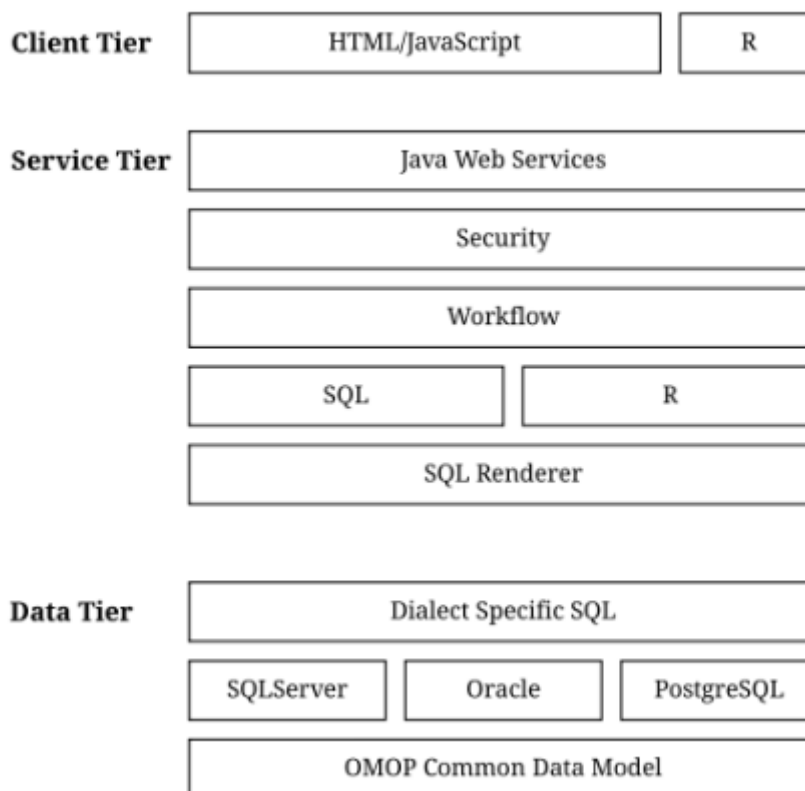 Client Tier
HTML/JavaScript
R
Service Tier
Java Web Services
Security
Workflow
SQL
R
SQL Renderer
Data Tier
Dialect Specific SQL
SQLServer
Oracle
PostgreSQL
OMOP Common Data Model